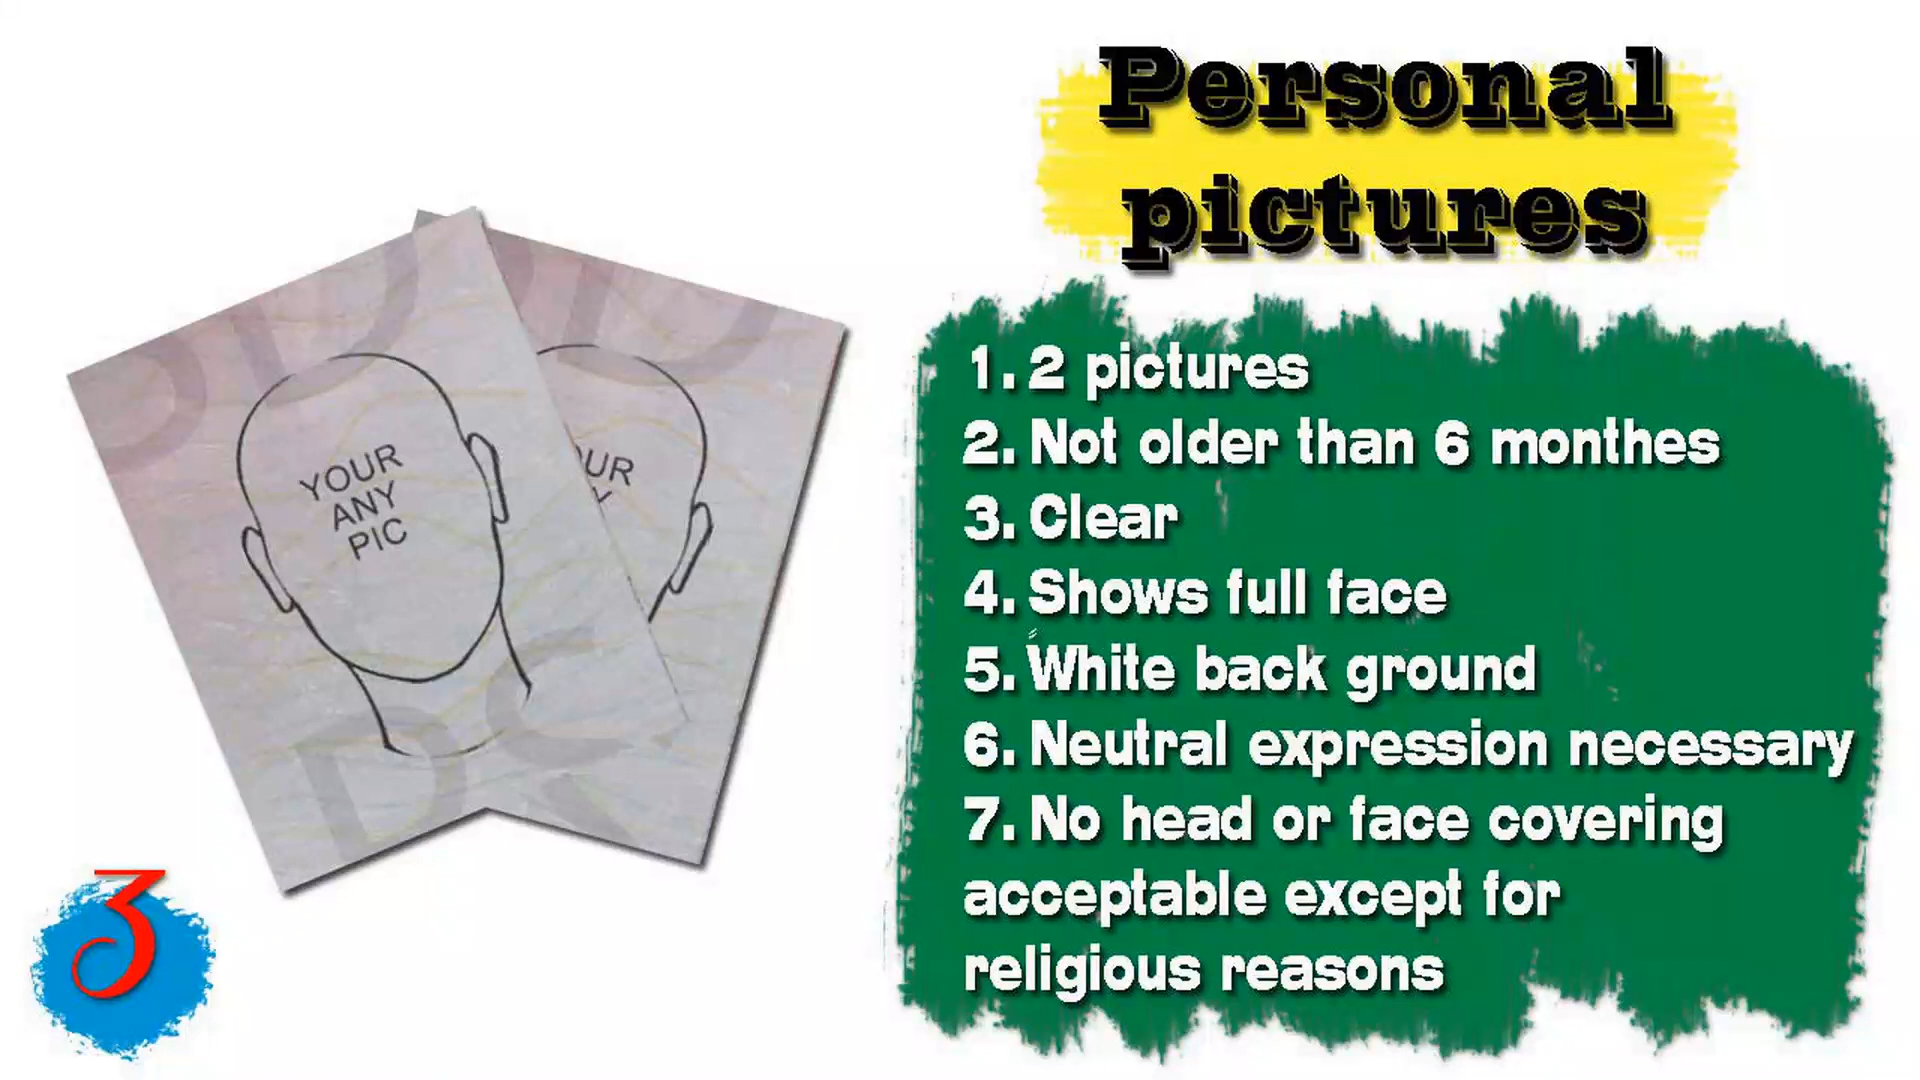 Personal
pictures
YOUR
ANY
PIC
OUR
Y
1. 2 pictures
2. Not older than 6 monthes
3. Clear
4. Shows full face
5. White back ground
6. Neutral expression necessary
7. No head or face covering
acceptable except for
religious reasons
3